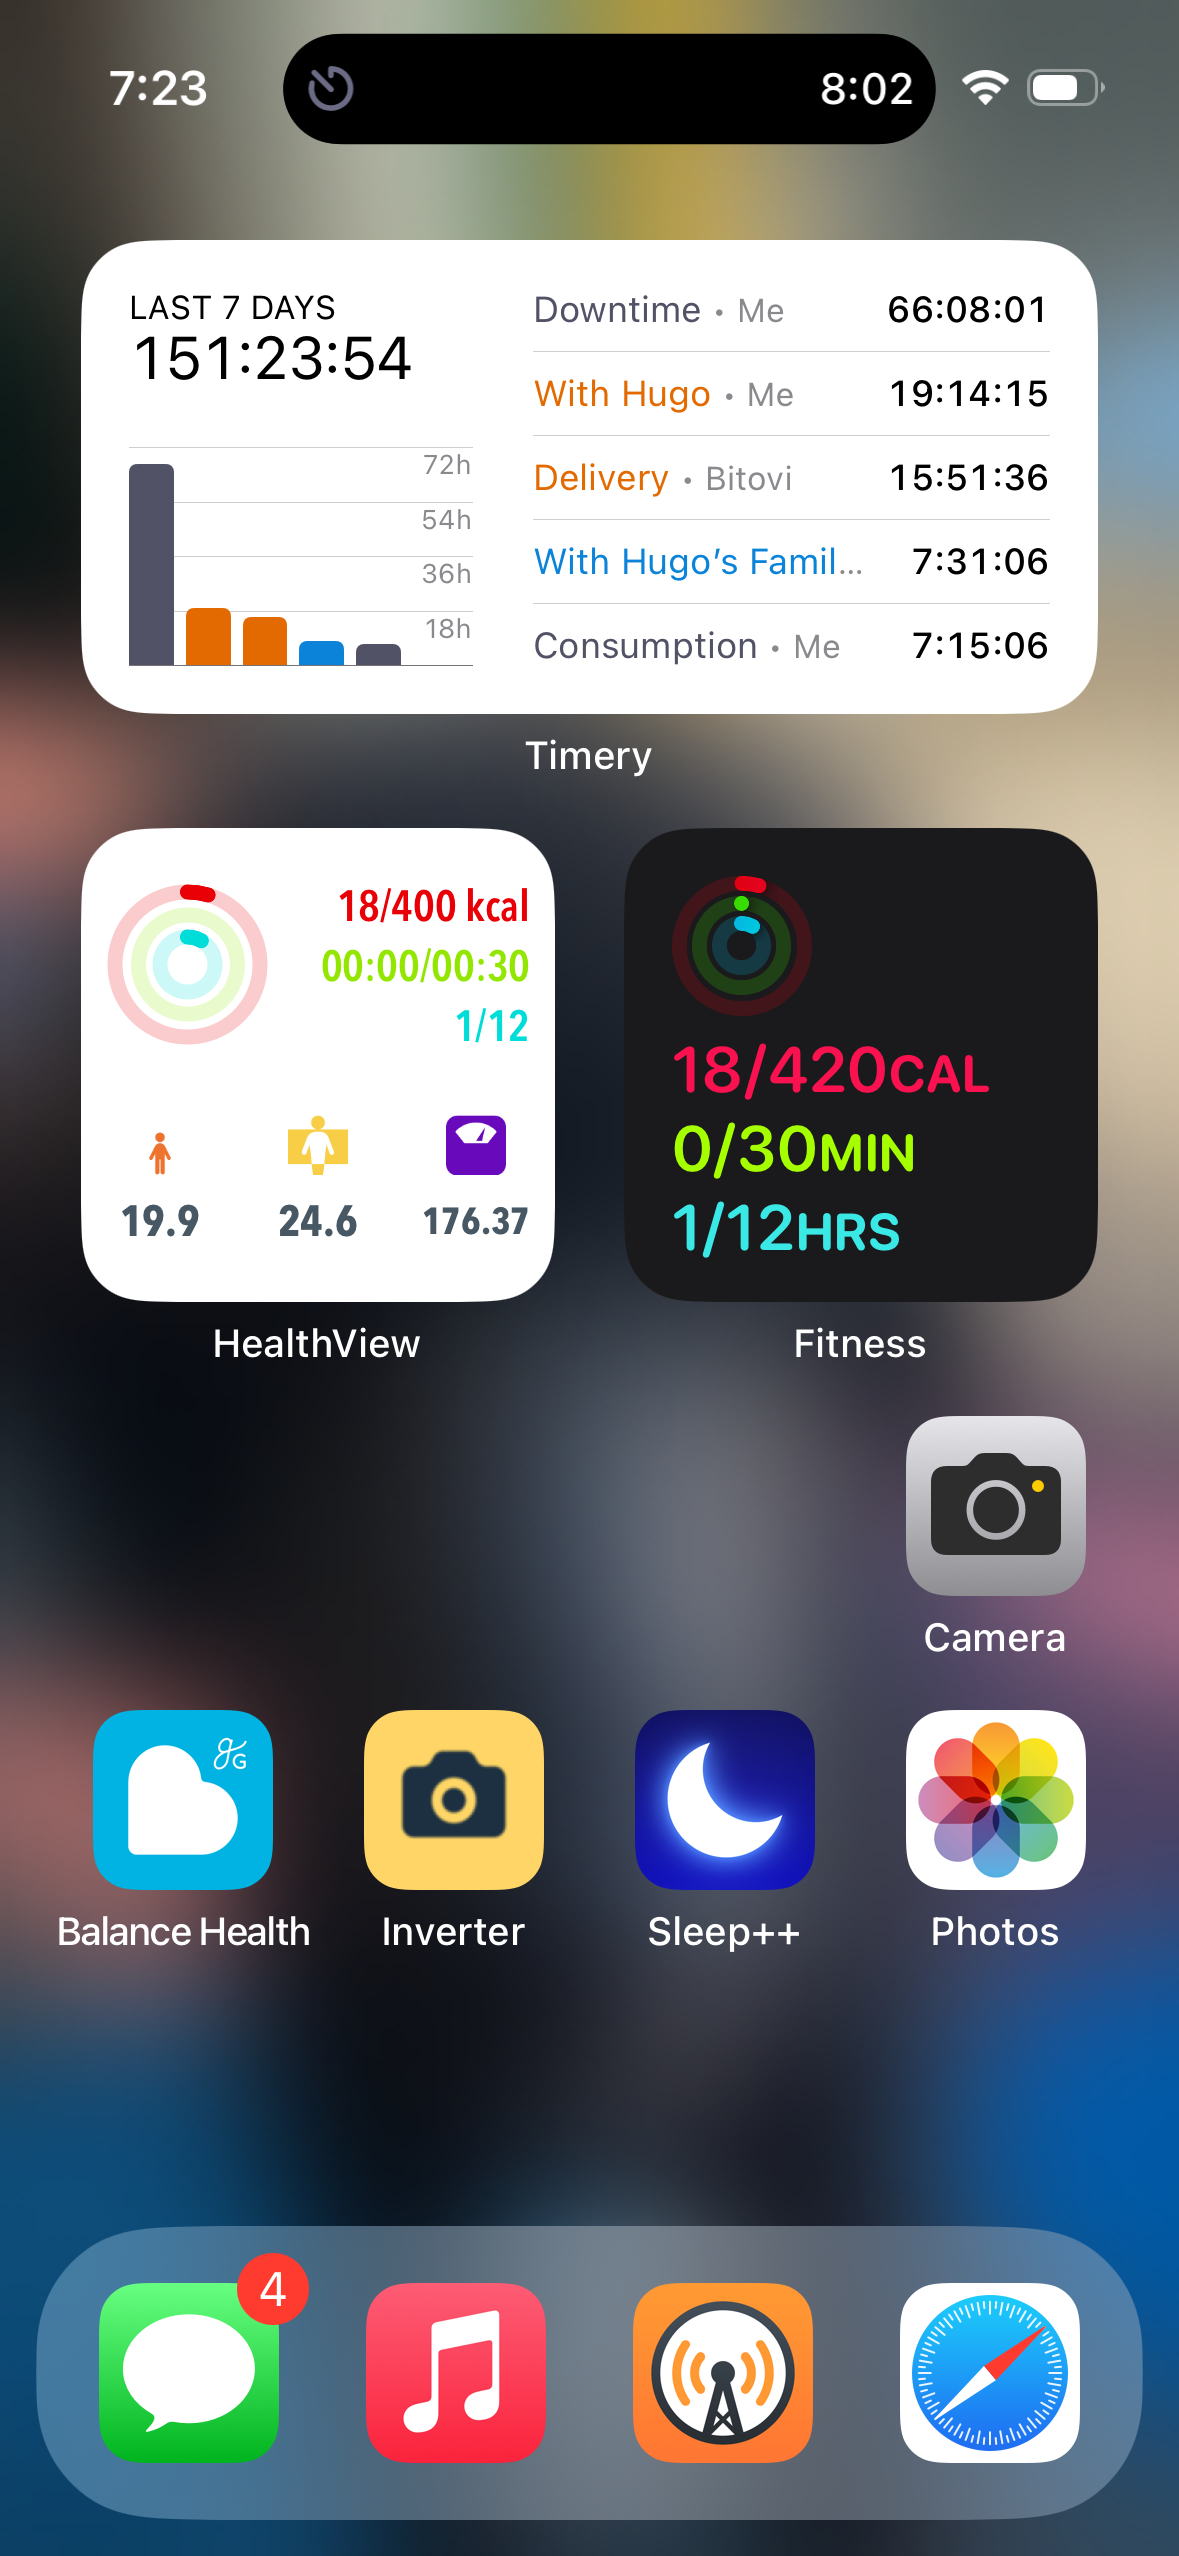 7:23
8:02
LAST 7 DAYS
151:23:54
72h
54h
36h
18h
Downtime • Me 66:08:01
With Hugo • Me 19:14:15
Delivery • Bitovi 15:51:36
With Hugo’s Famil... 7:31:06
Consumption • Me 7:15:06
Timery
18/400 kcal
00:00/00:30
1/12
19.9 24.6 176.37
HealthView
18/420CAL
0/30MIN
1/12HRS
Fitness
Camera
gG
Balance Health Inverter Sleep++ Photos
4